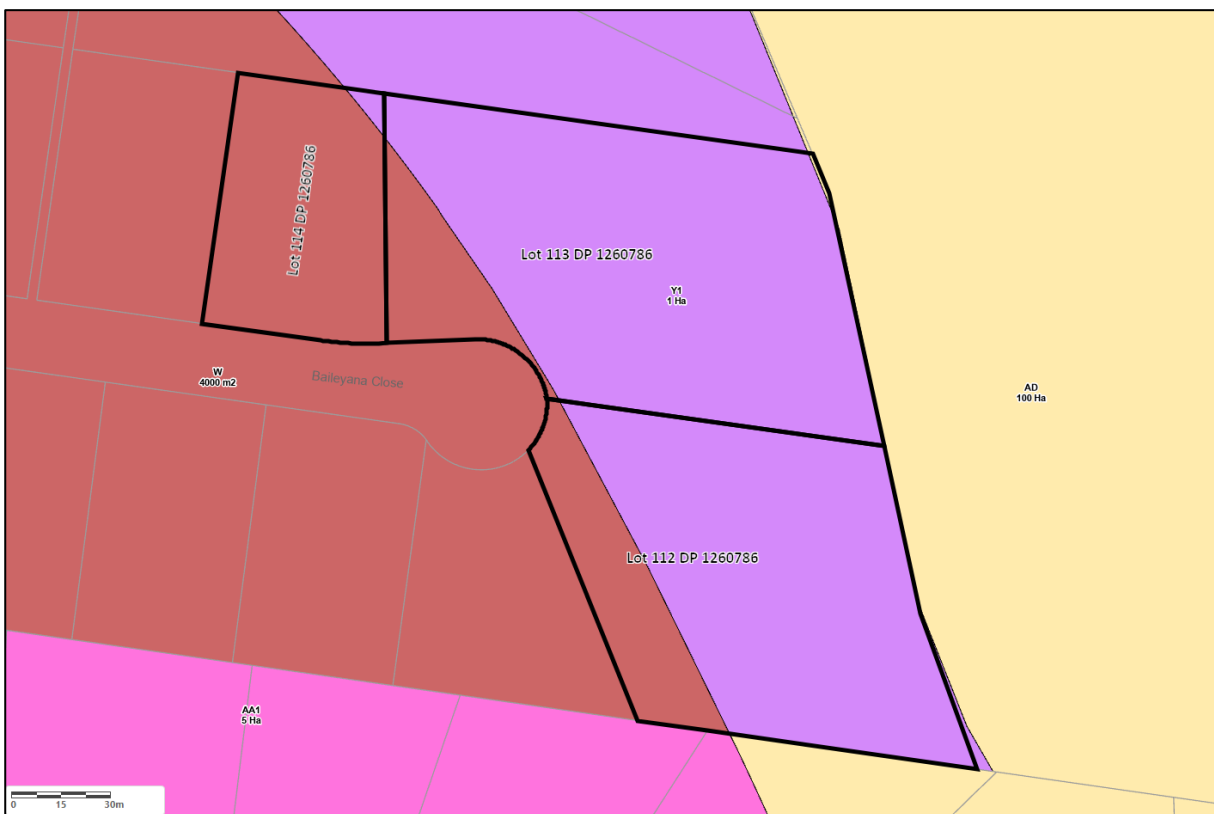 Lot 114 DP 1260786
Lot 113 DP 1260786
Y1
1 Ha
W
4000 m2
Baileyana Close
AD
100 Ha
Lot 112 DP 1260786
AA1
5 Ha
0 15 30m